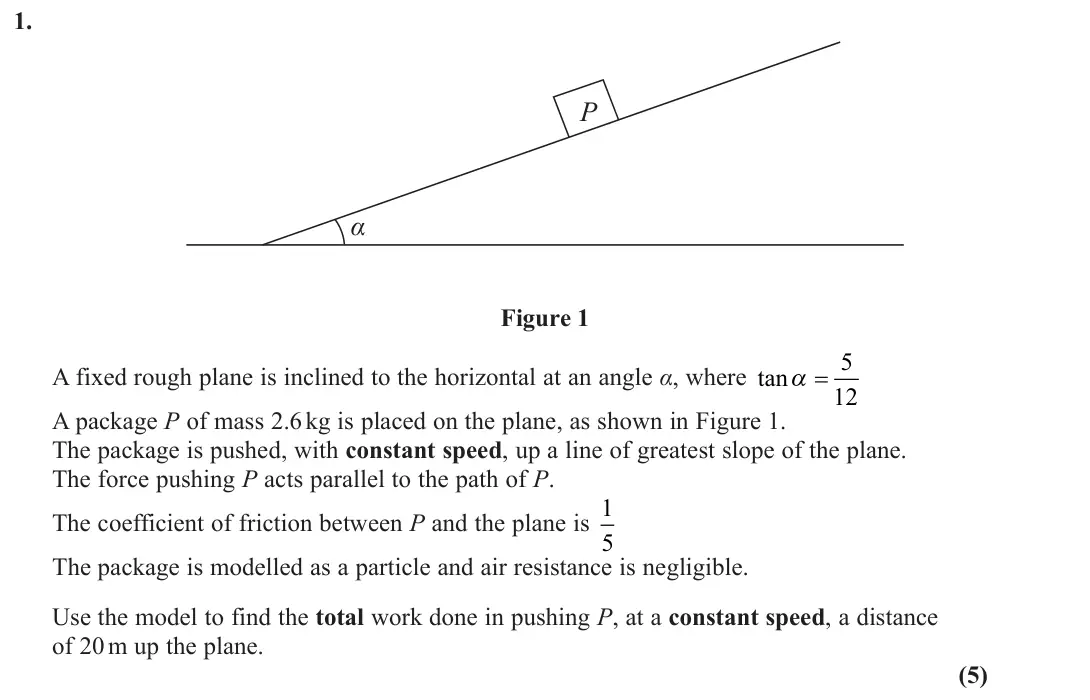 1.
P
α
Figure 1
A fixed rough plane is inclined to the horizontal at an angle α, where tan α = 5/12
A package P of mass 2.6 kg is placed on the plane, as shown in Figure 1.
The package is pushed, with constant speed, up a line of greatest slope of the plane.
The force pushing P acts parallel to the path of P.
The coefficient of friction between P and the plane is 1/5
The package is modelled as a particle and air resistance is negligible.
Use the model to find the total work done in pushing P, at a constant speed, a distance
of 20 m up the plane.
(5)